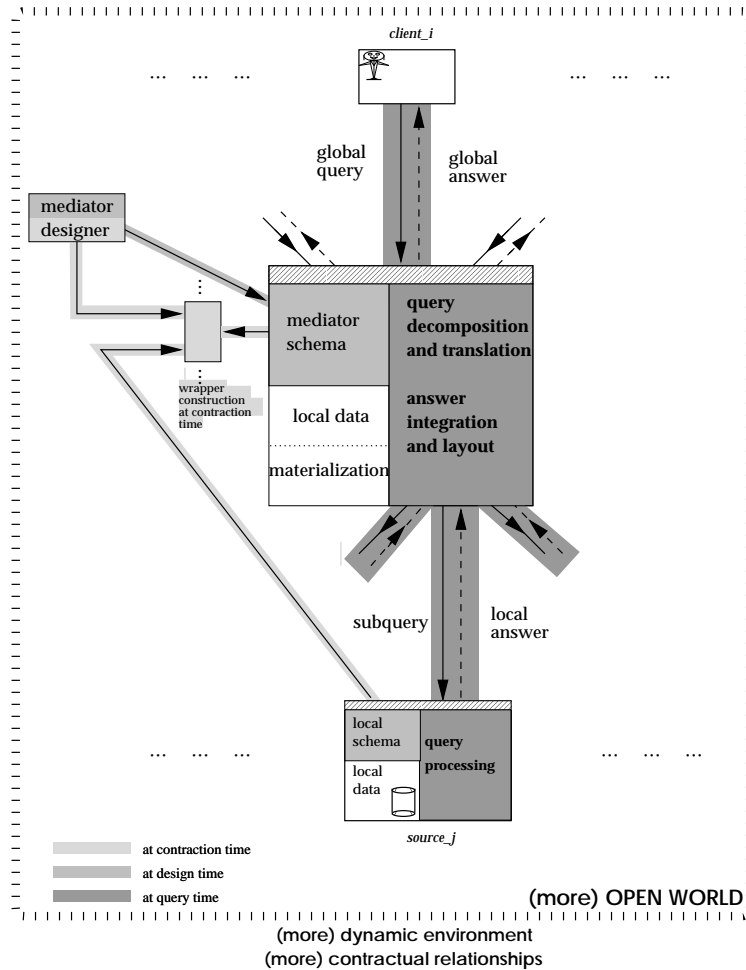 client_i
... ... ...
... ... ...
global
query
global
answer
mediator
designer
...
mediator
schema
query
decomposition
and translation
...
wrapper
construction
at contraction
time
local data
answer
integration
and layout
materialization
subquery
local
answer
local
schema
query
processing
local
data
... ... ...
... ... ...
source_j
at contraction time
at design time
at query time
(more) OPEN WORLD
(more) dynamic environment
(more) contractual relationships